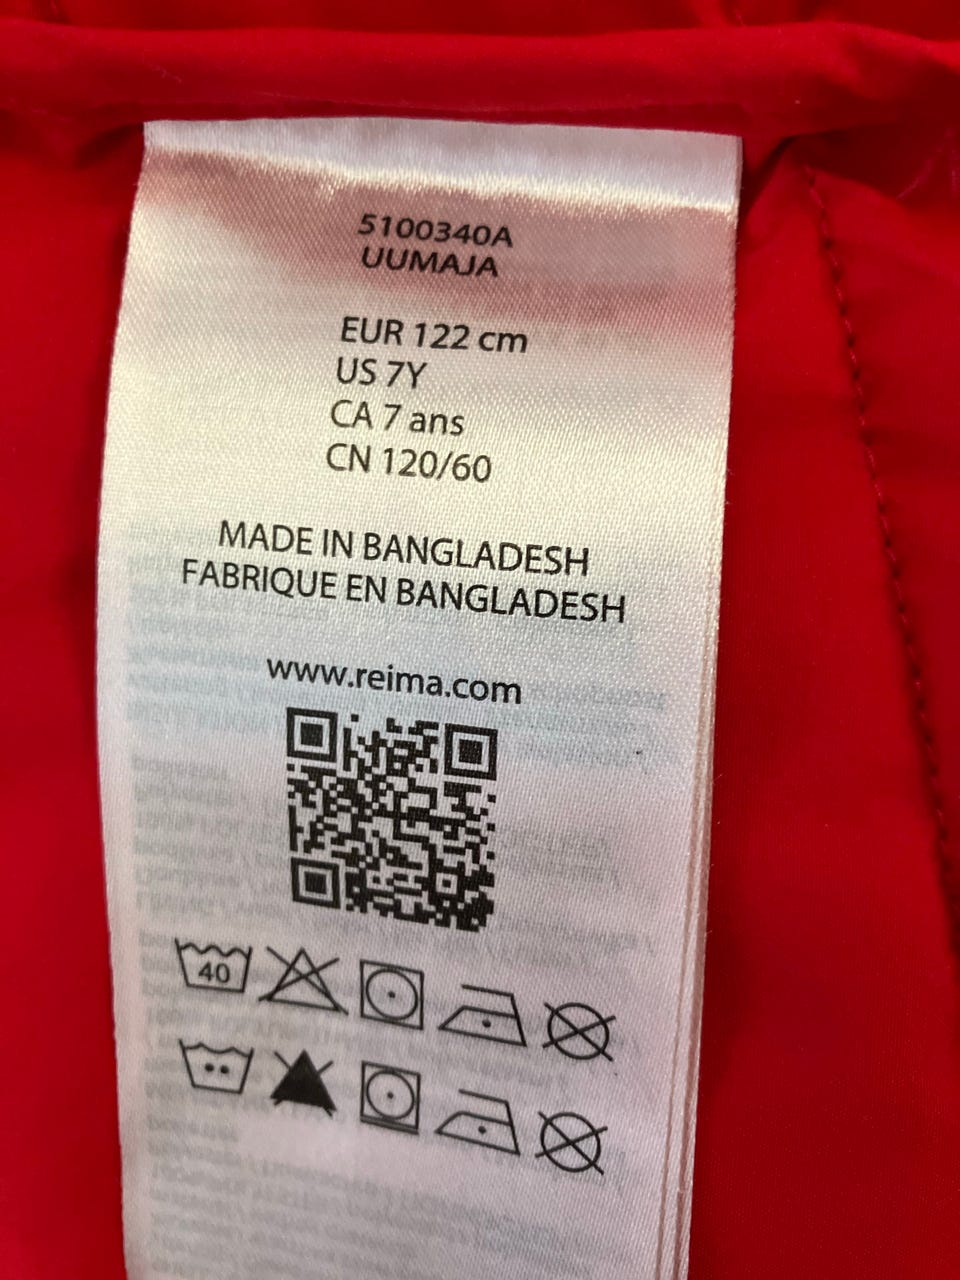 5100340A
UUMAJA
EUR 122 cm
US 7Y
CA 7 ans
CN 120/60
MADE IN BANGLADESH
FABRIQUE EN BANGLADESH
www.reima.com
40